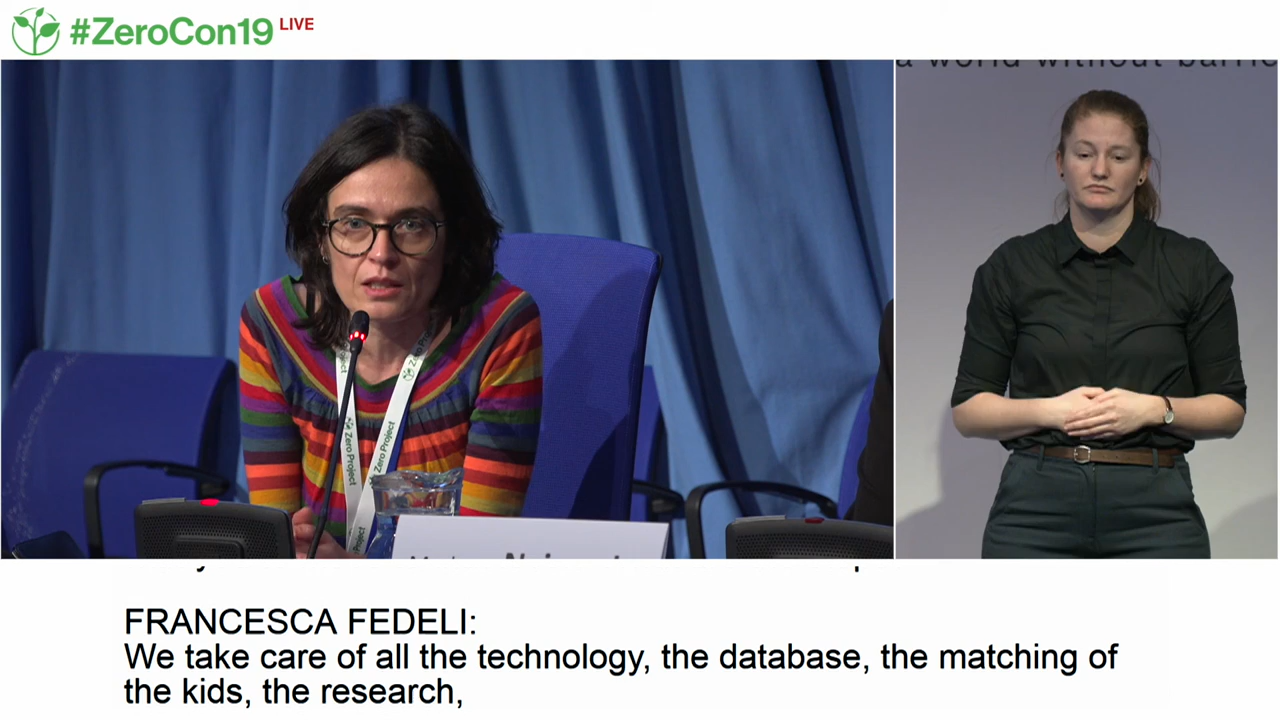 #ZeroCon19 LIVE
a world without barrie
Zero Project
Zero Project
FRANCESCA FEDELI:
We take care of all the technology, the database, the matching of
the kids, the research,